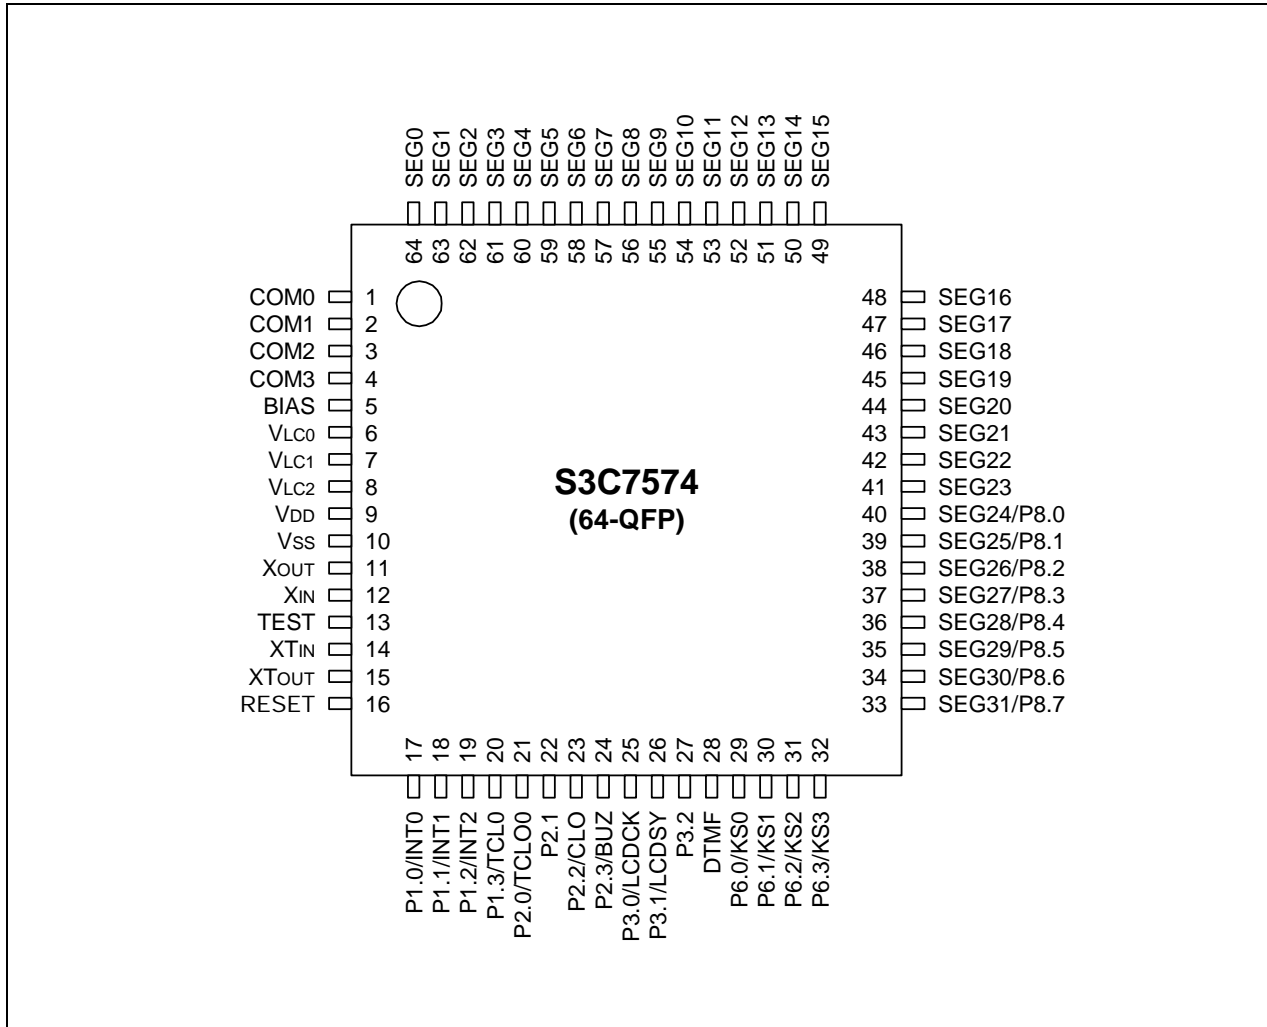 SEG0
SEG1
SEG2
SEG3
SEG4
SEG5
SEG6
SEG7
SEG8
SEG9
SEG10
SEG11
SEG12
SEG13
SEG14
SEG15
64
63
62
61
60
59
58
57
56
55
54
53
52
51
50
49
COM0 1
COM1 2
COM2 3
COM3 4
BIAS 5
VLC0 6
VLC1 7
VLC2 8
VDD 9
VSS 10
XOUT 11
XIN 12
TEST 13
XTIN 14
XTOUT 15
RESET 16
S3C7574
(64-QFP)
48 SEG16
47 SEG17
46 SEG18
45 SEG19
44 SEG20
43 SEG21
42 SEG22
41 SEG23
40 SEG24/P8.0
39 SEG25/P8.1
38 SEG26/P8.2
37 SEG27/P8.3
36 SEG28/P8.4
35 SEG29/P8.5
34 SEG30/P8.6
33 SEG31/P8.7
17
18
19
20
21
22
23
24
25
26
27
28
29
30
31
32
P1.0/INT0
P1.1/INT1
P1.2/INT2
P1.3/TCL0
P2.0/TCLO0
P2.1
P2.2/CLO
P2.3/BUZ
P3.0/LCDCK
P3.1/LCDSY
P3.2
DTMF
P6.0/KS0
P6.1/KS1
P6.2/KS2
P6.3/KS3